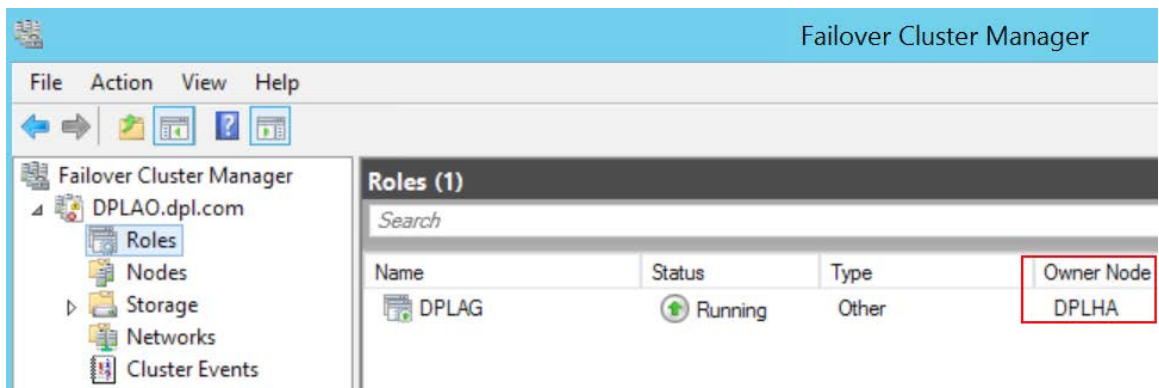 Failover Cluster Manager
File Action View Help
Failover Cluster Manager
DPLAO.dpl.com
Roles
Nodes
Storage
Networks
Cluster Events
Roles (1)
Search
Name Status Type Owner Node
DPLAG Running Other DPLHA